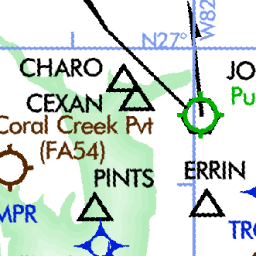 W82
N27°
CHARO
JO
CEXAN
Pu
Coral Creek Pvt
(FA54)
ERRIN
PINTS
MPR
TR